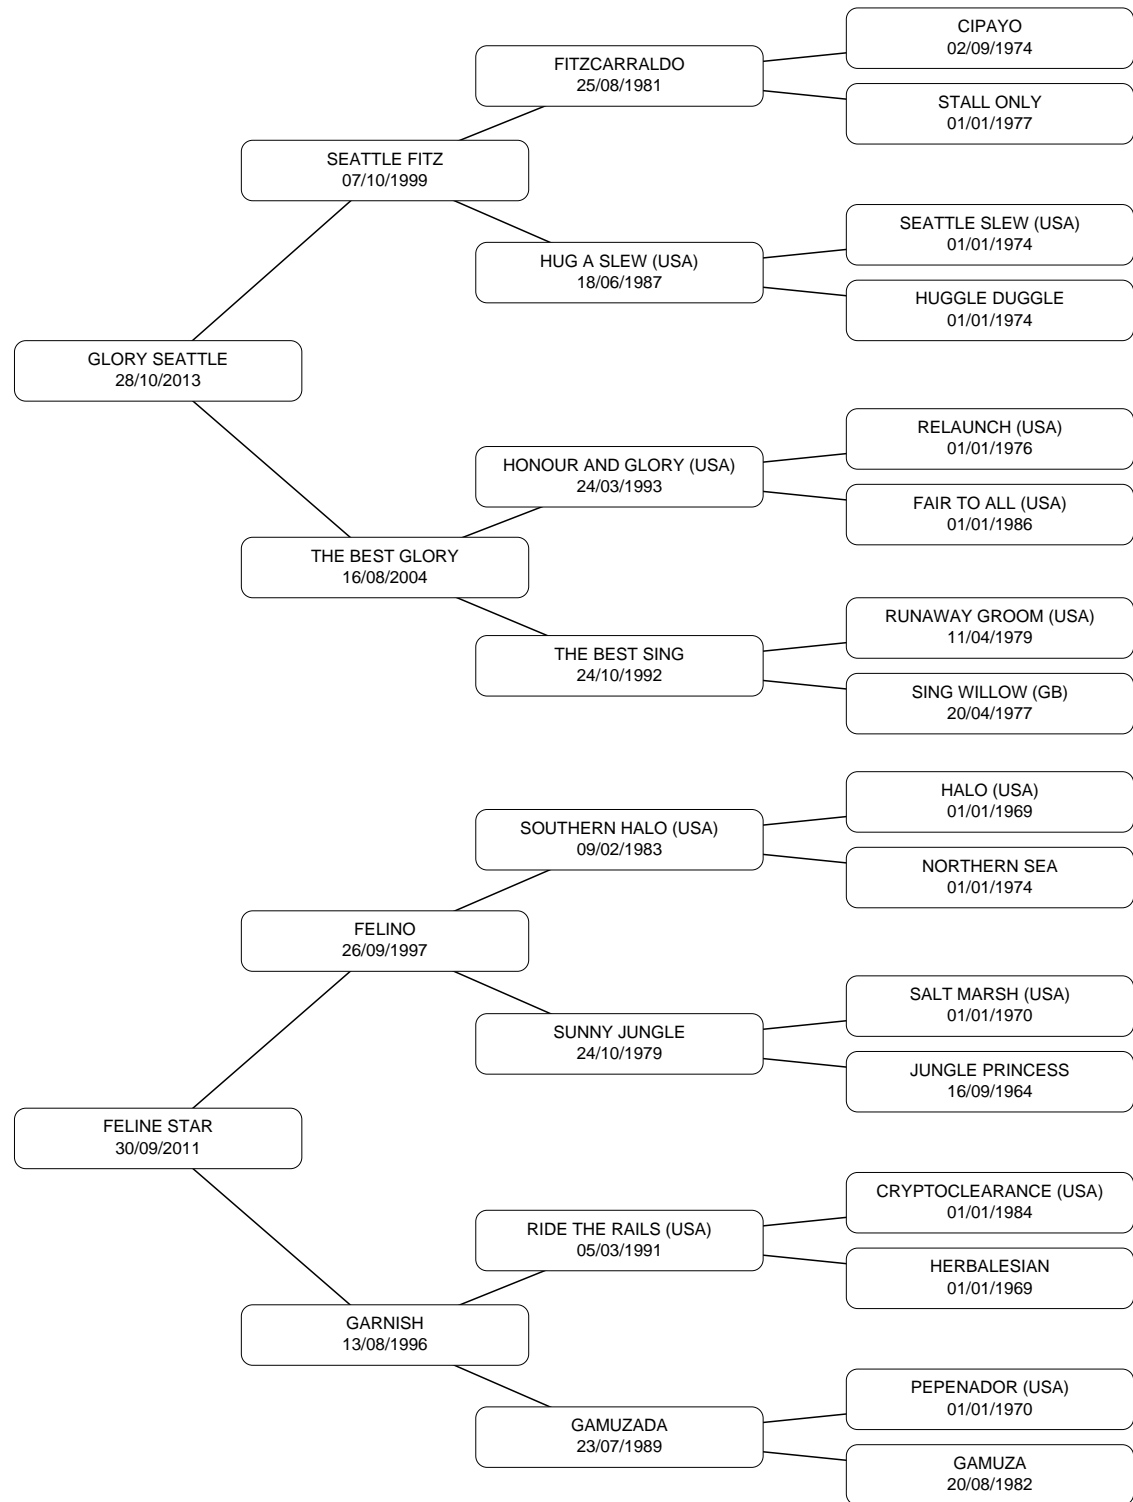 CIPAYO
02/09/1974
FITZCARRALDO
25/08/1981
STALL ONLY
01/01/1977
SEATTLE FITZ
07/10/1999
SEATTLE SLEW (USA)
01/01/1974
HUG A SLEW (USA)
18/06/1987
HUGGLE DUGGLE
01/01/1974
GLORY SEATTLE
28/10/2013
RELAUNCH (USA)
01/01/1976
HONOUR AND GLORY (USA)
24/03/1993
FAIR TO ALL (USA)
01/01/1986
THE BEST GLORY
16/08/2004
RUNAWAY GROOM (USA)
11/04/1979
THE BEST SING
24/10/1992
SING WILLOW (GB)
20/04/1977
HALO (USA)
01/01/1969
SOUTHERN HALO (USA)
09/02/1983
NORTHERN SEA
01/01/1974
FELINO
26/09/1997
SALT MARSH (USA)
01/01/1970
SUNNY JUNGLE
24/10/1979
JUNGLE PRINCESS
16/09/1964
FELINE STAR
30/09/2011
CRYPTOCLEARANCE (USA)
01/01/1984
RIDE THE RAILS (USA)
05/03/1991
HERBALESIAN
01/01/1969
GARNISH
13/08/1996
PEPENADOR (USA)
01/01/1970
GAMUZADA
23/07/1989
GAMUZA
20/08/1982